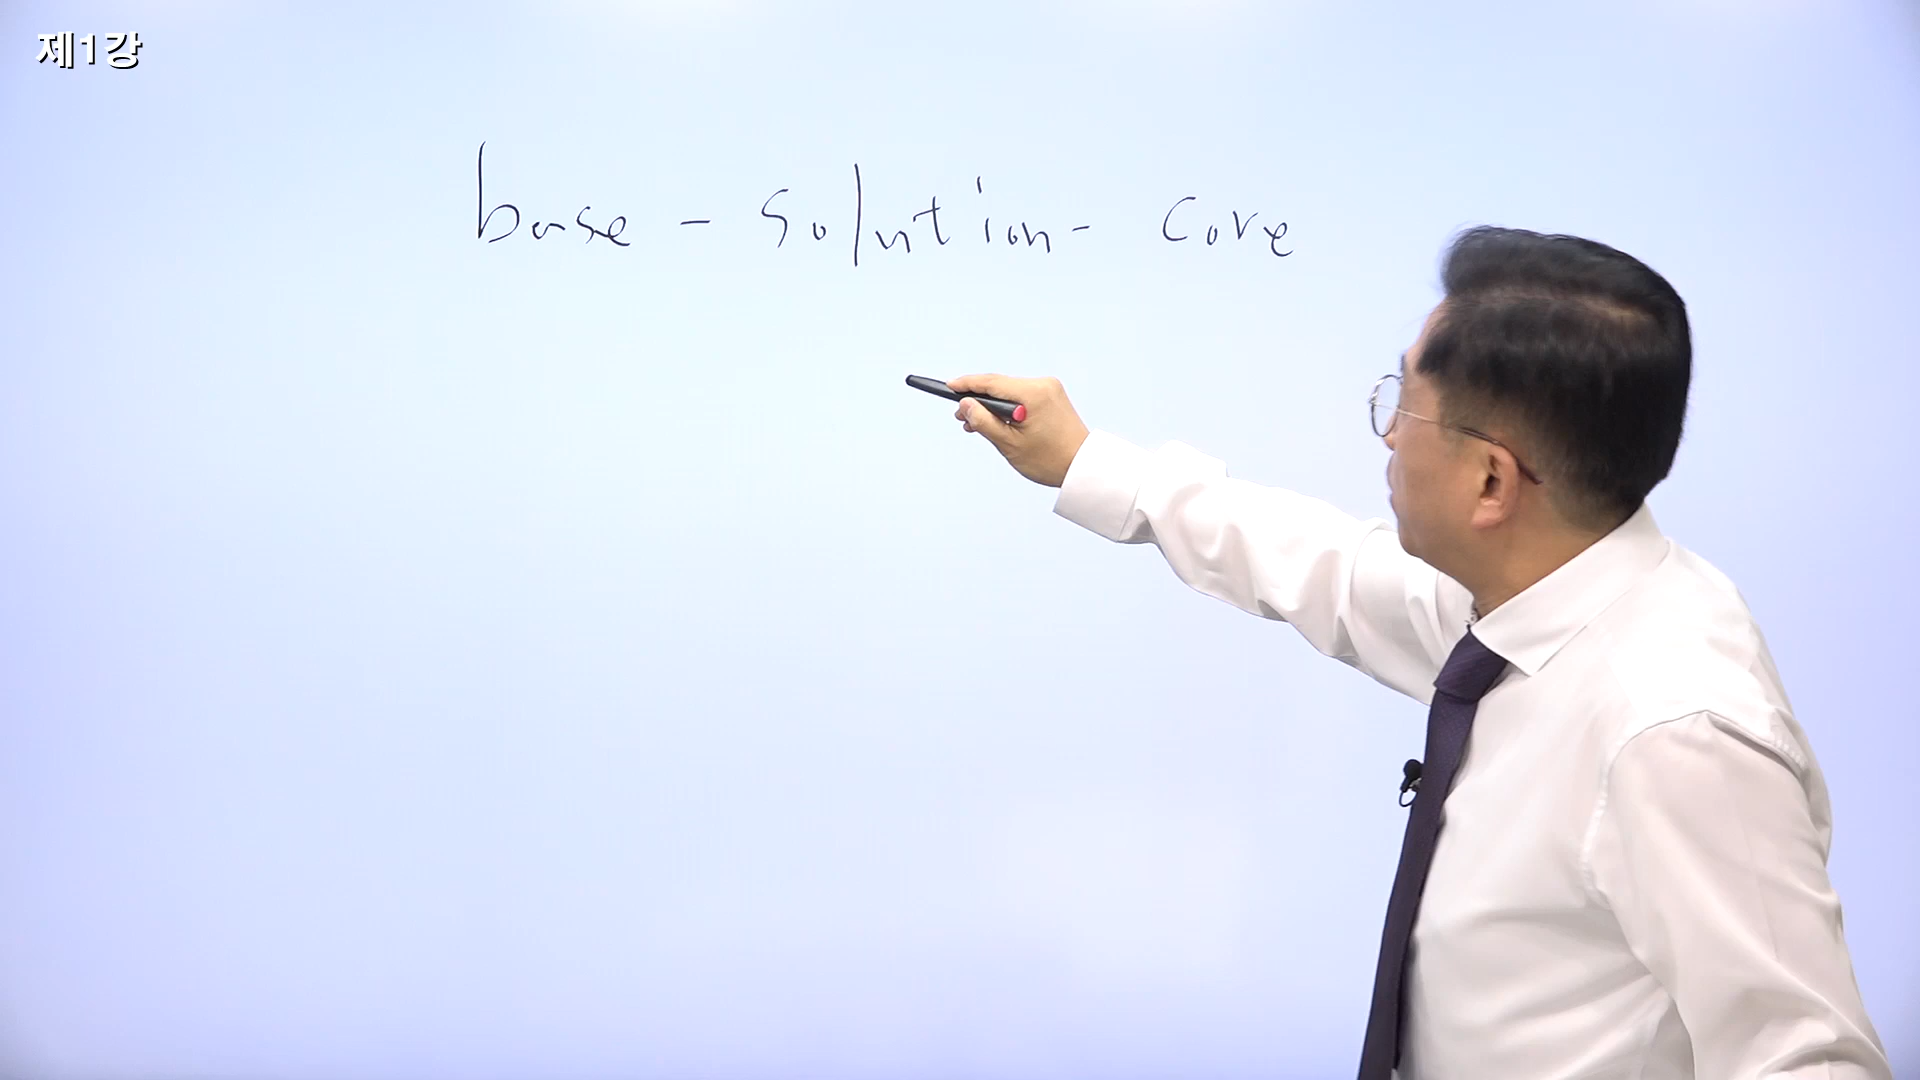 제1강
base - solution - core